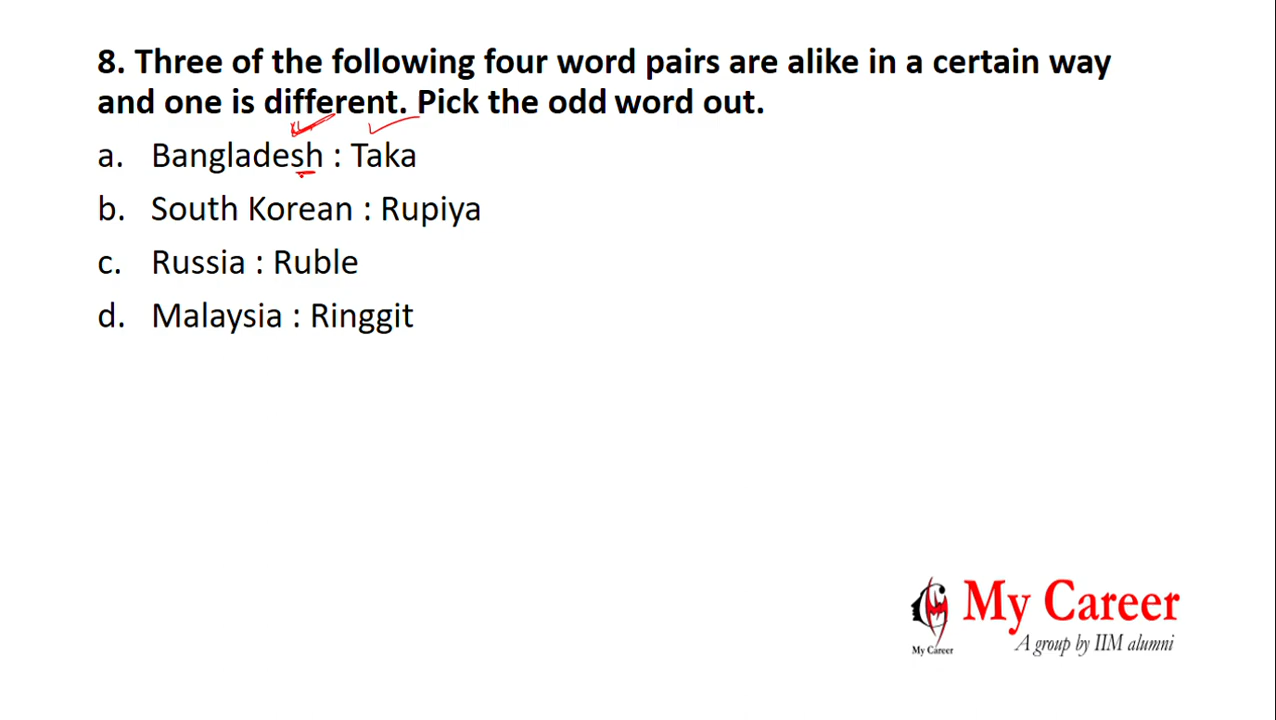 8. Three of the following four word pairs are alike in a certain way
and one is different. Pick the odd word out.
a. Bangladesh : Taka
b. South Korean : Rupiya
c. Russia : Ruble
d. Malaysia : Ringgit
My Career
A group by IIM alumni
My Career